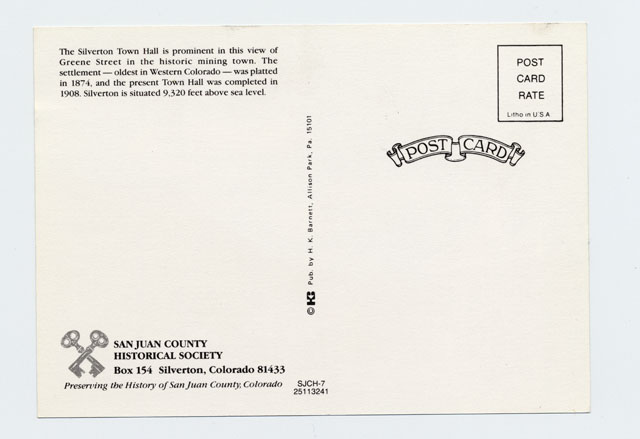 The Silverton Town Hall is prominent in this view of
Greene Street in the historic mining town. The
settlement — oldest in Western Colorado — was platted
in 1874, and the present Town Hall was completed in
1908. Silverton is situated 9,320 feet above sea level.
POST
CARD
RATE
Litho in U S A
POST CARD
© K Pub. by H. K. Barnett, Allison Park, Pa. 15101
SAN JUAN COUNTY
HISTORICAL SOCIETY
Box 154 Silverton, Colorado 81433
Preserving the History of San Juan County, Colorado
SJCH-7
25113241